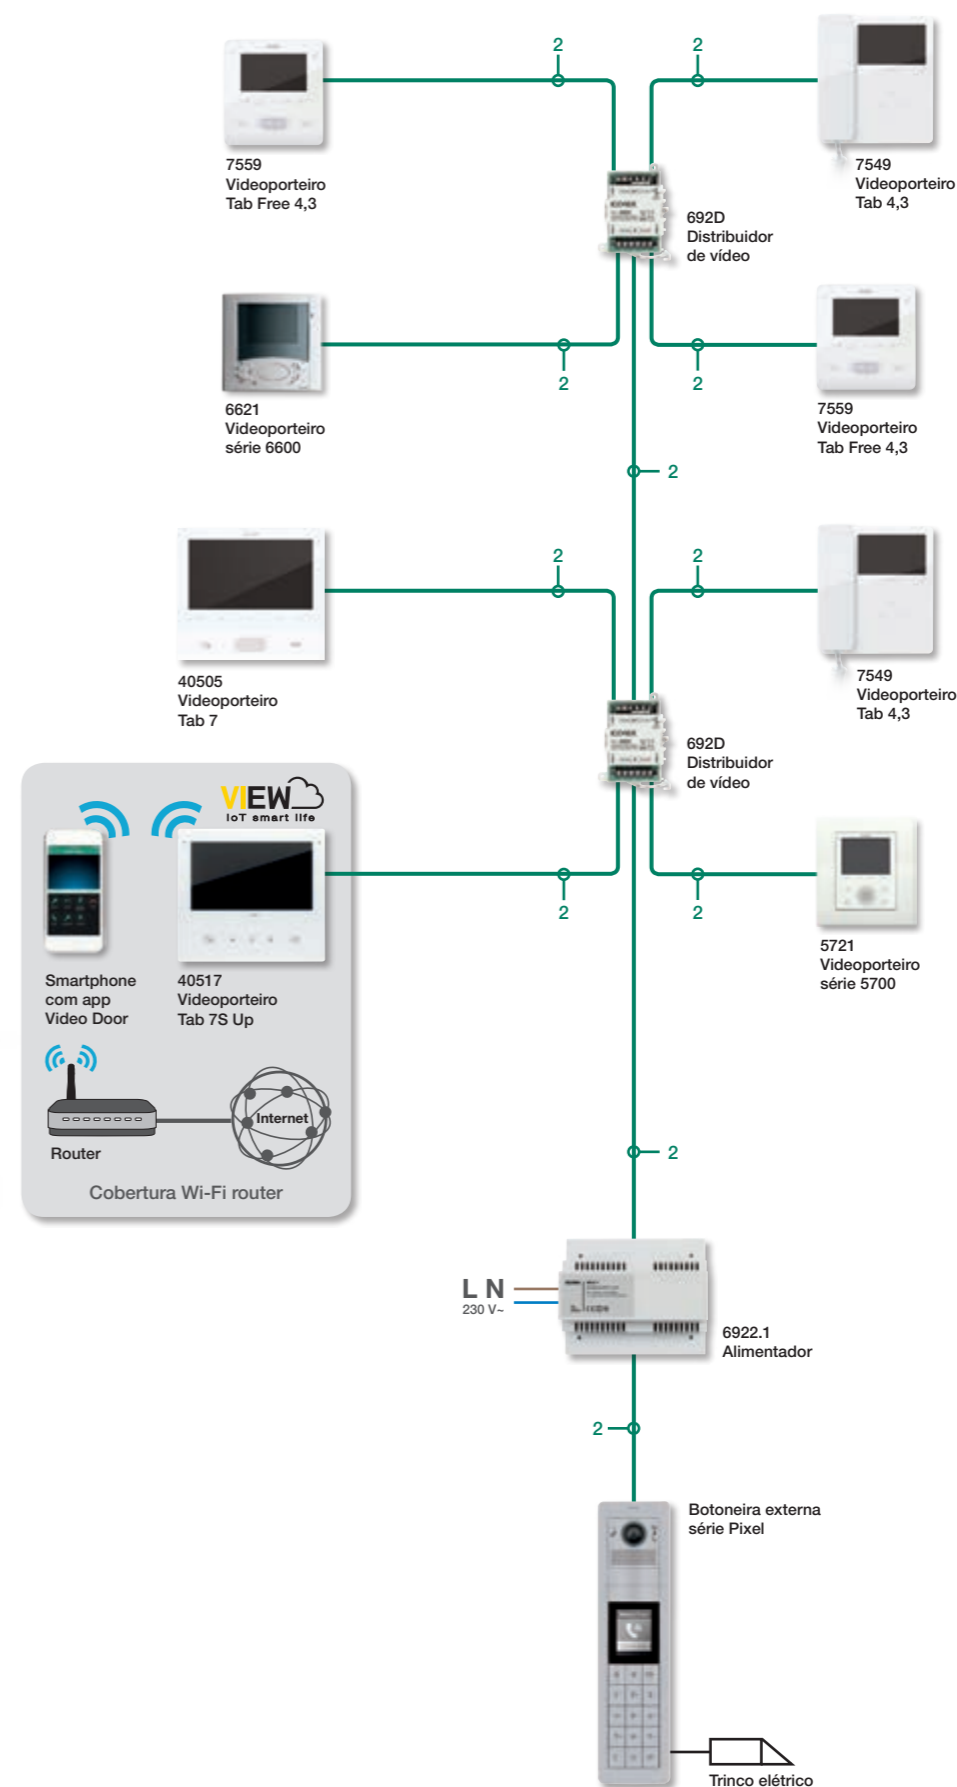 2
2
7559
Videoporteiro
Tab Free 4,3
7549
Videoporteiro
Tab 4,3
692D
Distribuidor
de vídeo
2
2
6621
Videoporteiro
série 6600
7559
Videoporteiro
Tab Free 4,3
2
2
2
40505
Videoporteiro
Tab 7
7549
Videoporteiro
Tab 4,3
692D
Distribuidor
de vídeo
VIEW
IoT smart life
2
2
Smartphone
com app
Video Door
40517
Videoporteiro
Tab 7S Up
5721
Videoporteiro
série 5700
Internet
Router
Cobertura Wi-Fi router
2
L N
230 V~
6922.1
Alimentador
2
Botoneira externa
série Pixel
Trinco elétrico